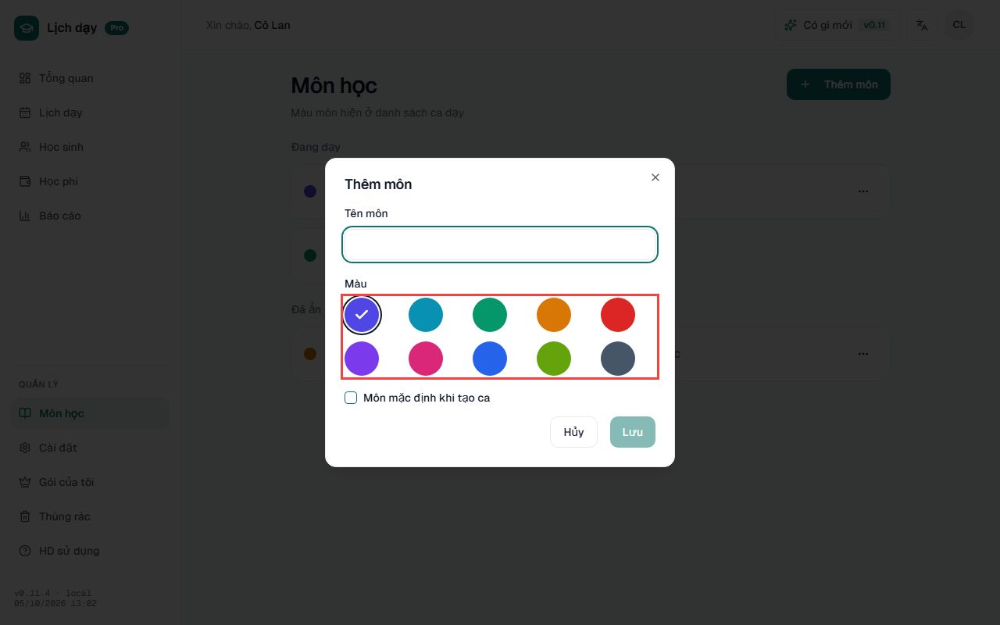 Lịch dạy Pro
Xin chào, Cô Lan
Có gì mới v0.11
CL
Tổng quan
Lịch dạy
Học sinh
Học phí
Báo cáo
QUẢN LÝ
Môn học
Cài đặt
Gói của tôi
Thùng rác
HD sử dụng
v0.11.4 · local
05/10/2026 13:02
Môn học
Thêm môn
Màu môn hiện ở danh sách ca dạy
Đang dạy
Đã ẩn
Thêm môn
Tên môn
Màu
Môn mặc định khi tạo ca
Hủy
Lưu